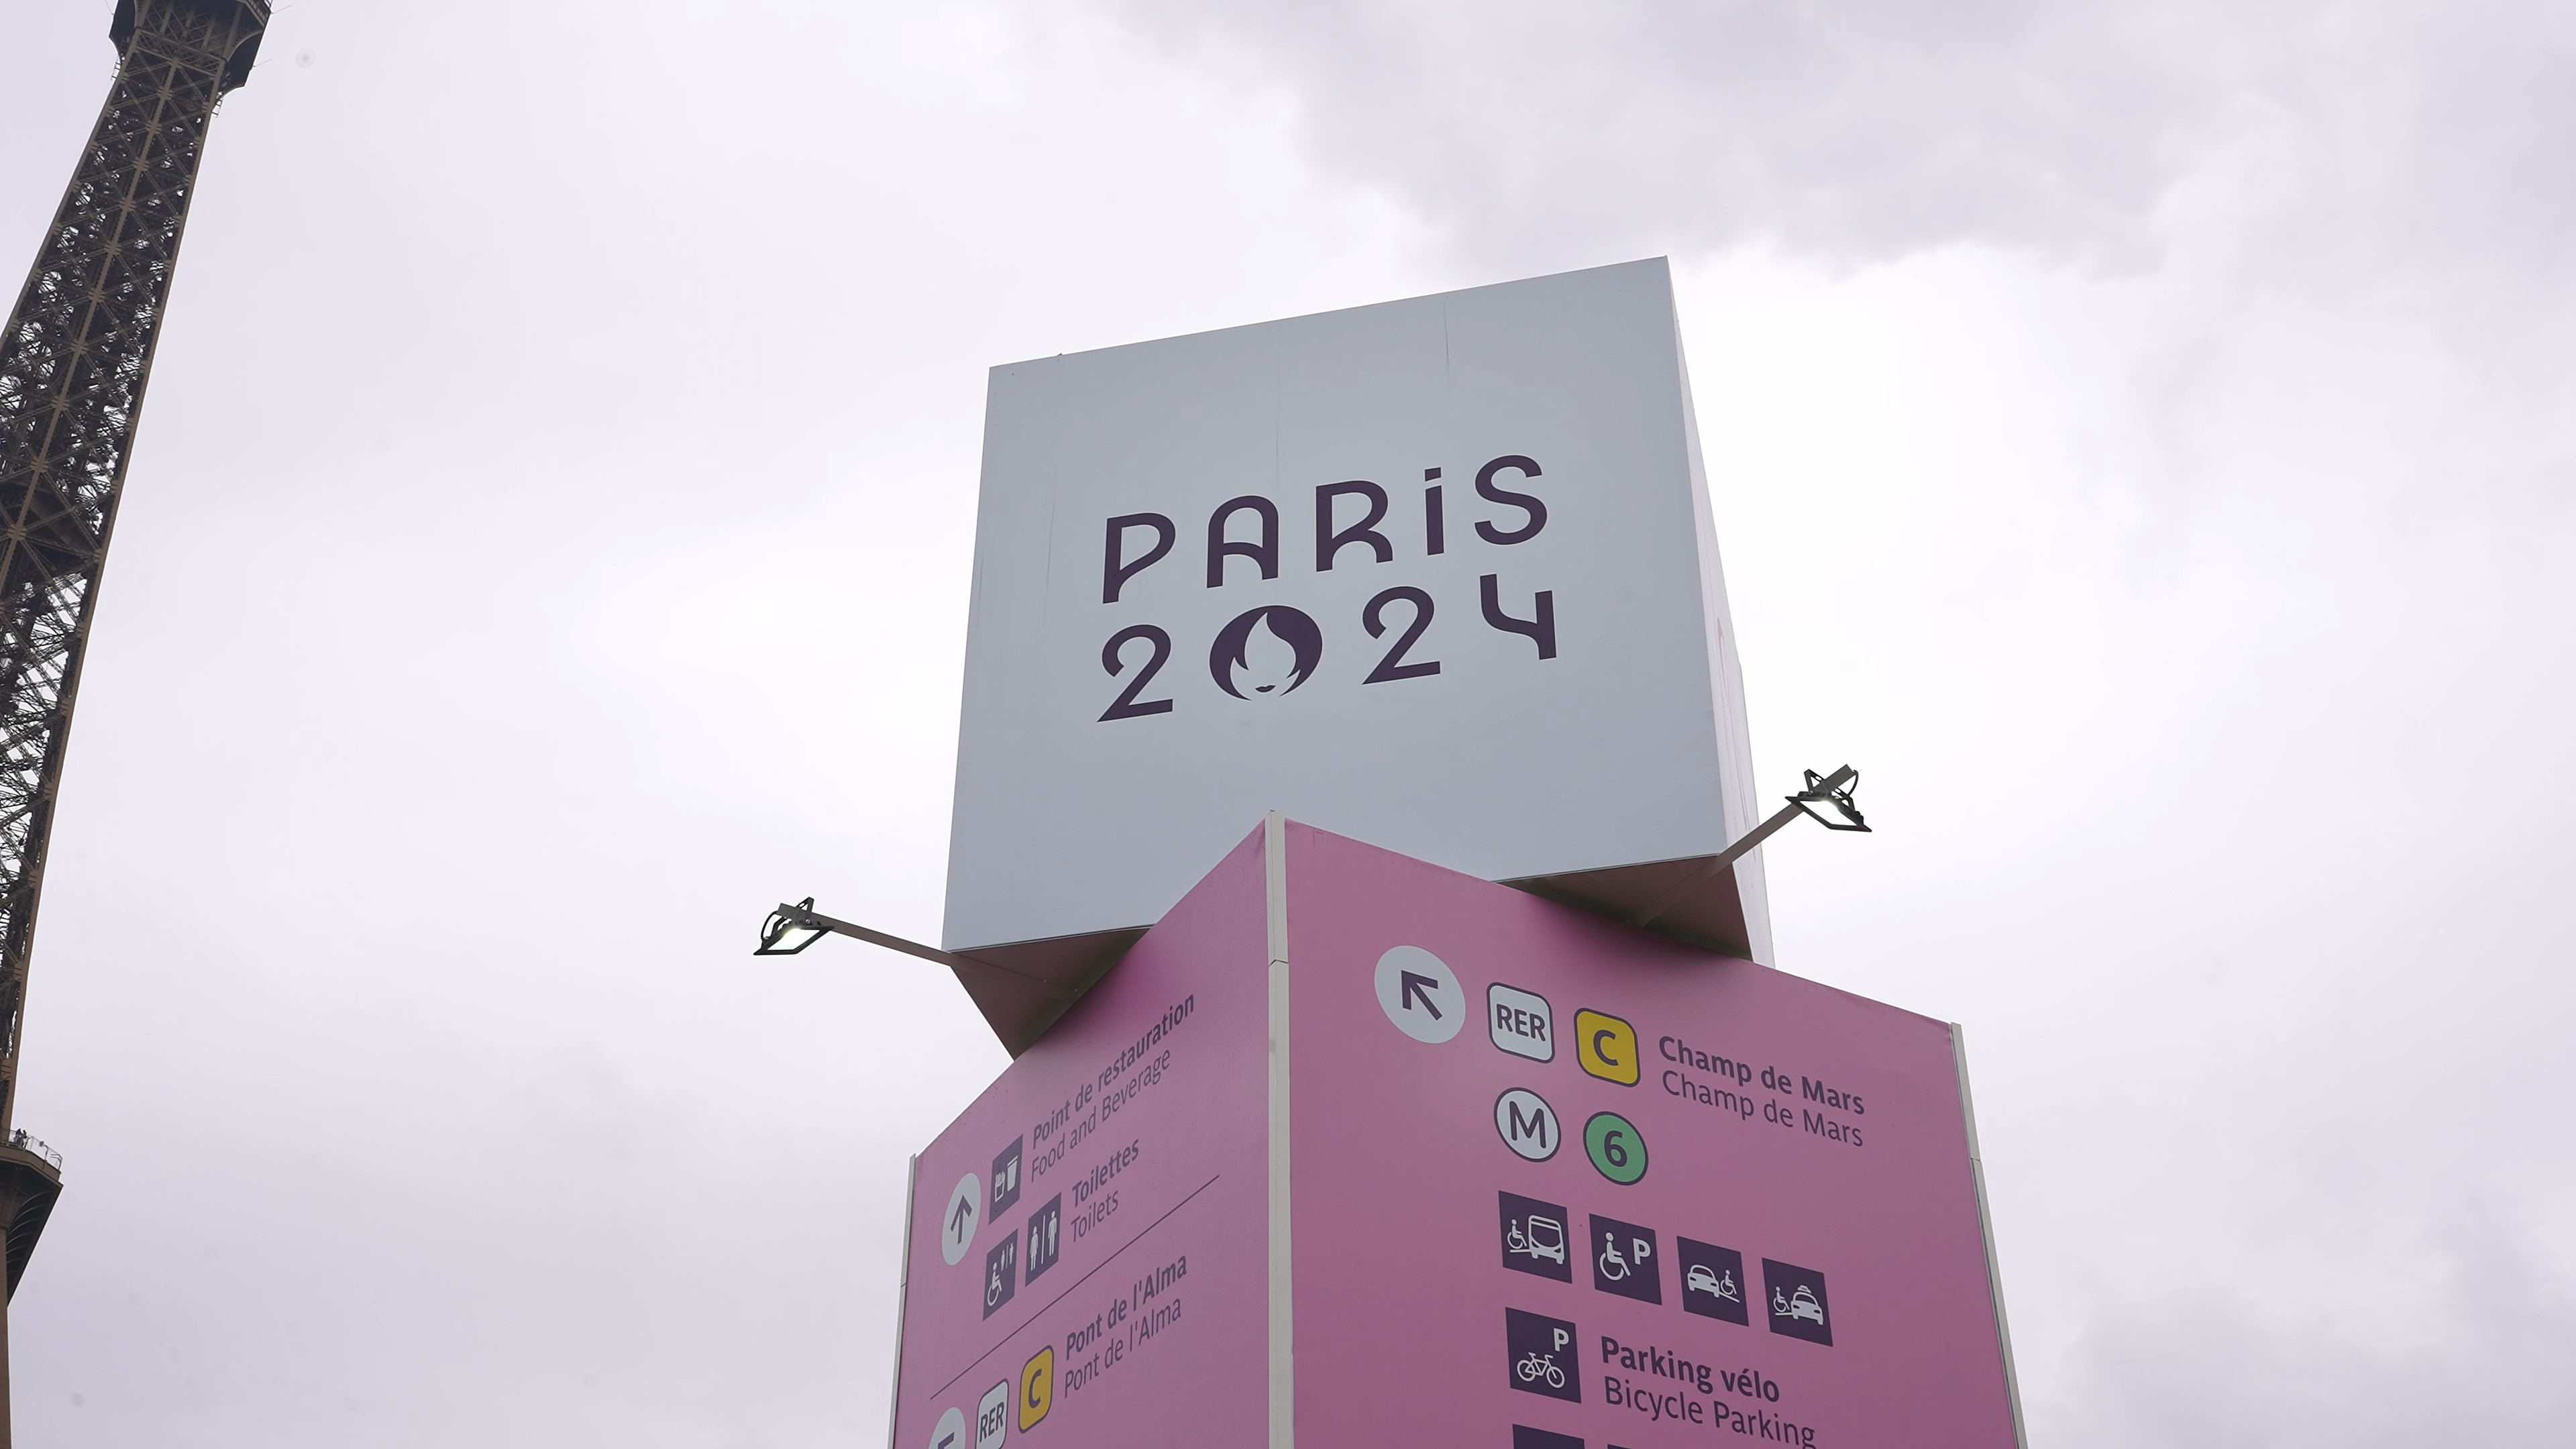 PARiS
2024
Point de restauration
Food and Beverage
Toilettes
Toilets
Pont de l'Alma
Pont de l'Alma
RER C
RER C
Champ de Mars
Champ de Mars
M 6
P
P
Parking vélo
Bicycle Parking